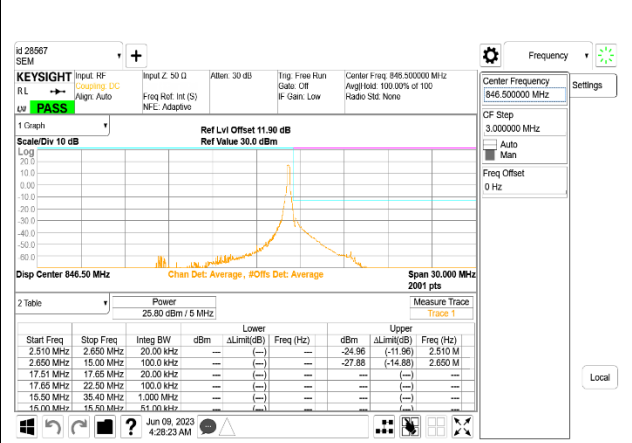 id 28567
SEM
Frequency
KEYSIGHT Input: RF Input Z: 50 Ω Atten: 30 dB Trig: Free Run Center Freq: 846.500000 MHz
RL Coupling: DC Gate: Off Avg|Hold: 100.00% of 100
Align: Auto Freq Ref: Int (S) IF Gain: Low Radio Std: None
PASS NFE: Adaptive
Center Frequency
846.500000 MHz
Settings
CF Step
3.000000 MHz
Auto
Man
Freq Offset
0 Hz
1 Graph
Ref Lvl Offset 11.90 dB
Scale/Div 10 dB Ref Value 30.0 dBm
Log
20.0
10.0
0.00
-10.0
-20.0
-30.0
-40.0
-50.0
-60.0
Disp Center 846.50 MHz Chan Det: Average, #Offs Det: Average Span 30.000 MHz
2001 pts
2 Table Power Measure Trace
25.80 dBm / 5 MHz Trace 1
Lower Upper
Start Freq Stop Freq Integ BW dBm ΔLimit(dB) Freq (Hz) dBm ΔLimit(dB) Freq (Hz)
2.510 MHz 2.650 MHz 20.00 kHz --- (---) --- -24.96 (-11.96) 2.510 M
2.650 MHz 15.00 MHz 100.0 kHz --- (---) --- -27.88 (-14.88) 2.650 M
17.51 MHz 17.65 MHz 20.00 kHz --- (---) --- (---) ---
17.65 MHz 22.50 MHz 100.0 kHz --- (---) --- (---) ---
15.50 MHz 35.40 MHz 1.000 MHz --- (---) --- (---) ---
15.00 MHz 15.50 MHz 51.00 kHz --- (---) --- (---) ---
Local
Jun 09, 2023
4:28:23 AM